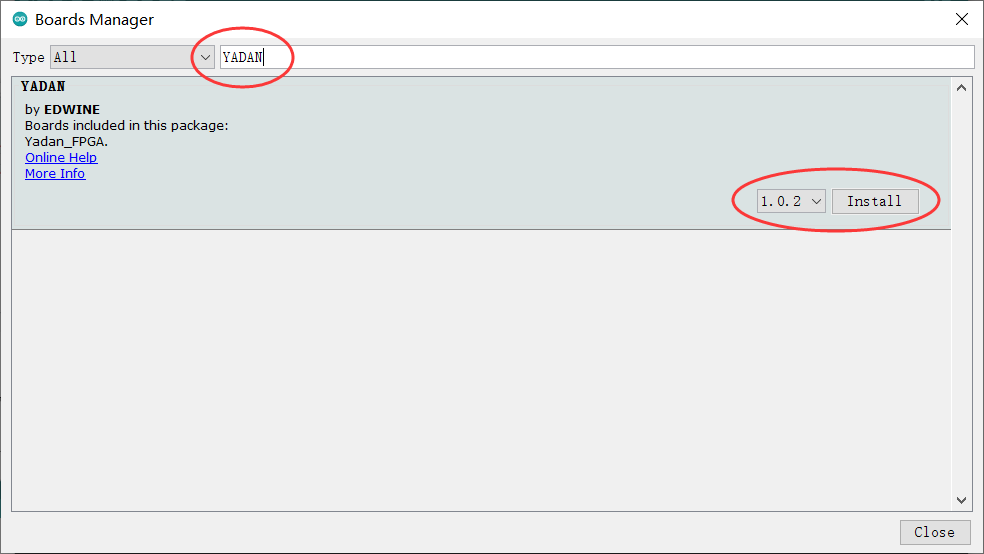 Boards Manager
Type All YADAN
YADAN
by EDWINE
Boards included in this package:
Yadan_FPGA.
Online Help
More Info
1.0.2 Install
Close